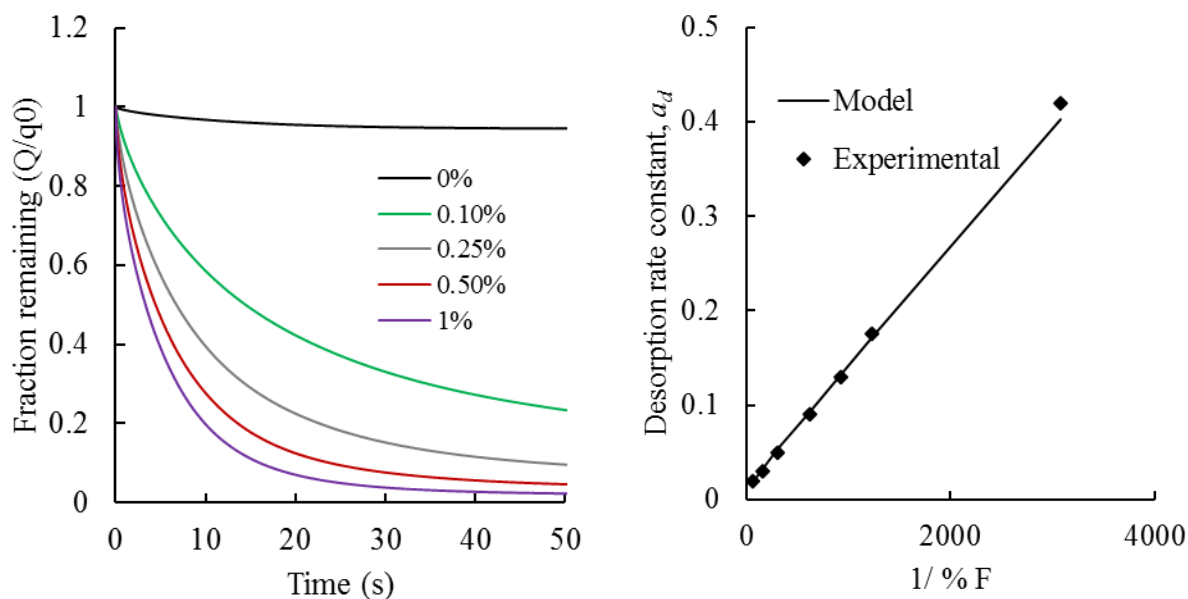 1.2
1
0.8
0.6
0.4
0.2
0
Fraction remaining (Q/q0)
0%
0.10%
0.25%
0.50%
1%
0 10 20 30 40 50
Time (s)
0.5
0.4
0.3
0.2
0.1
0
Desorption rate constant, a_d
Model
Experimental
0 2000 4000
1/ % F